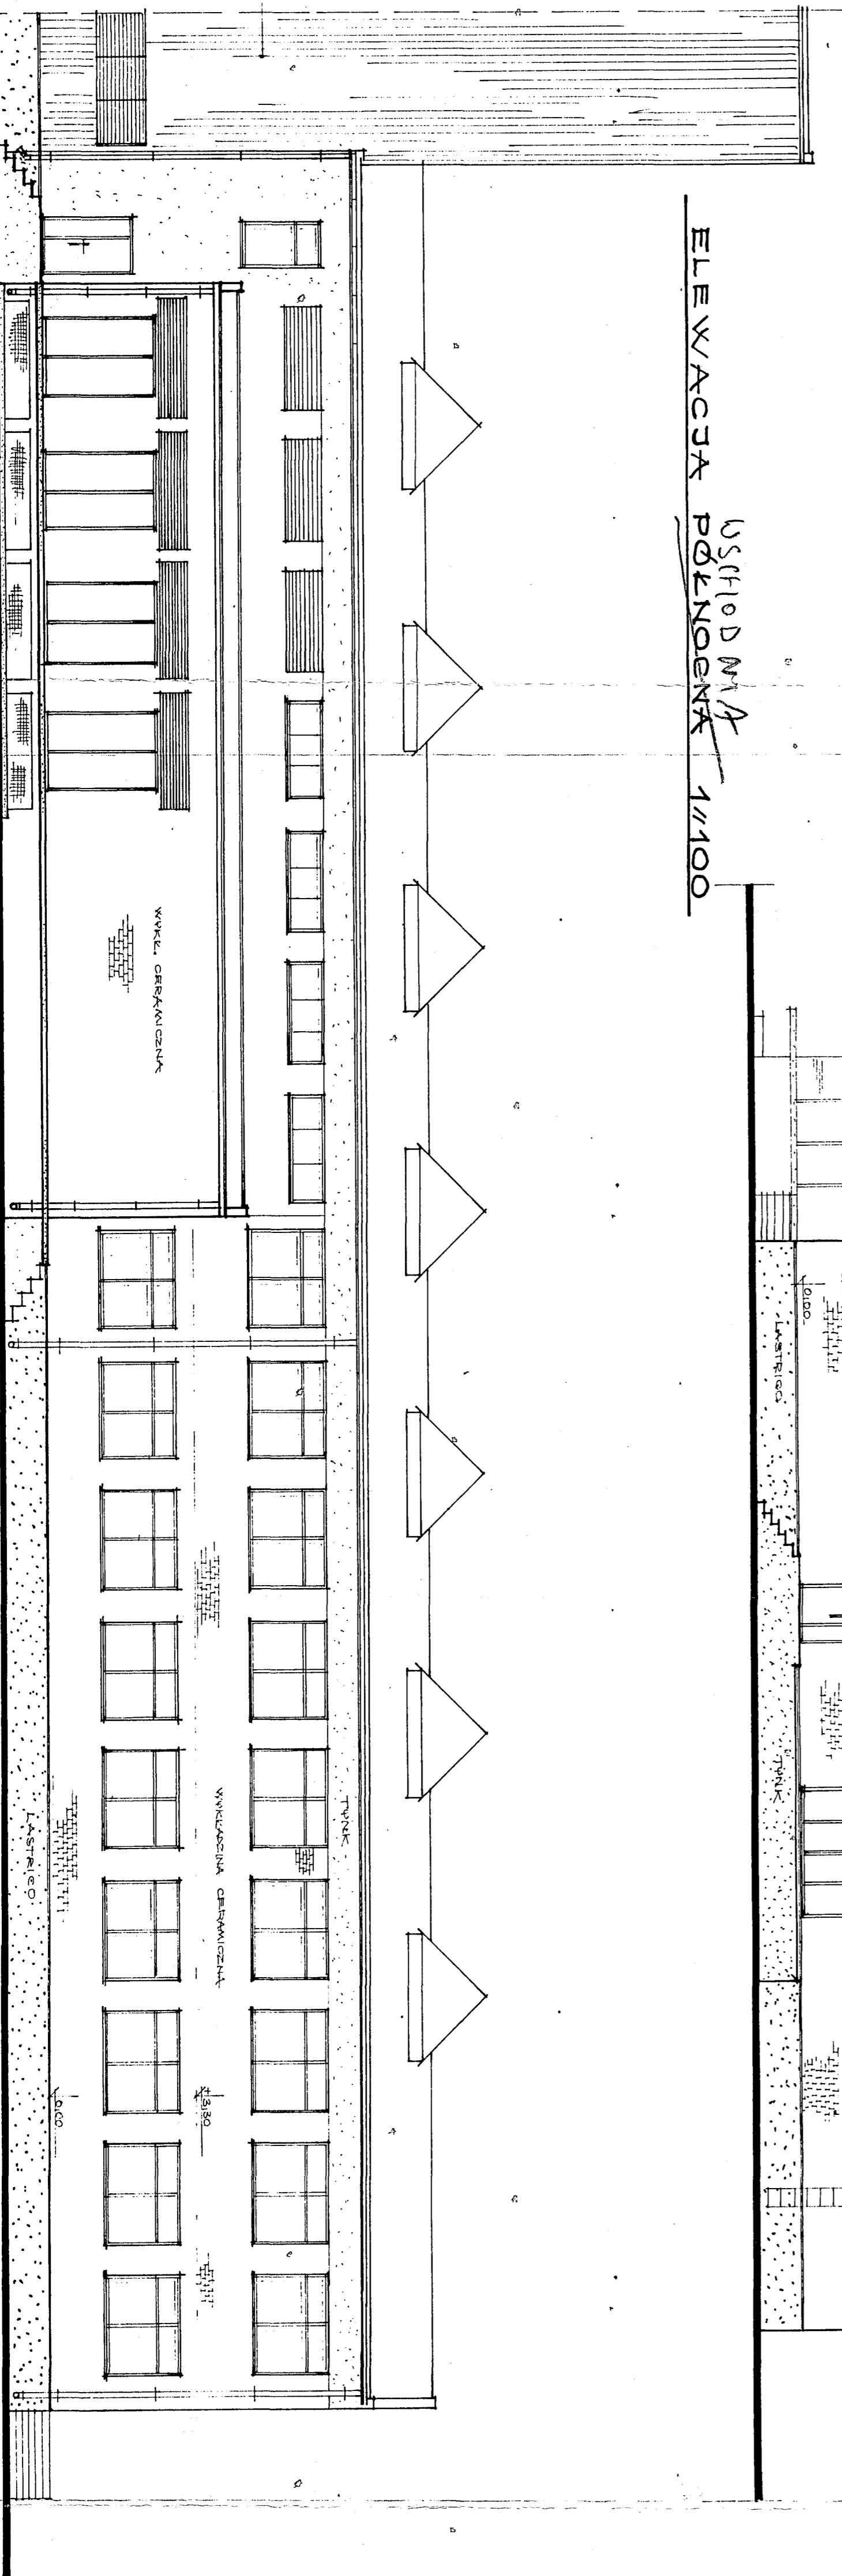 ELEWACJA PÓŁNOCNA 1:100
WSCHODNIA
WYKŁ. CERAMICZNA
TYNK
WYKŁADZINA CERAMICZNA
+3,30
0,00
LASTRICO
0,00
LASTRICO
TYNK